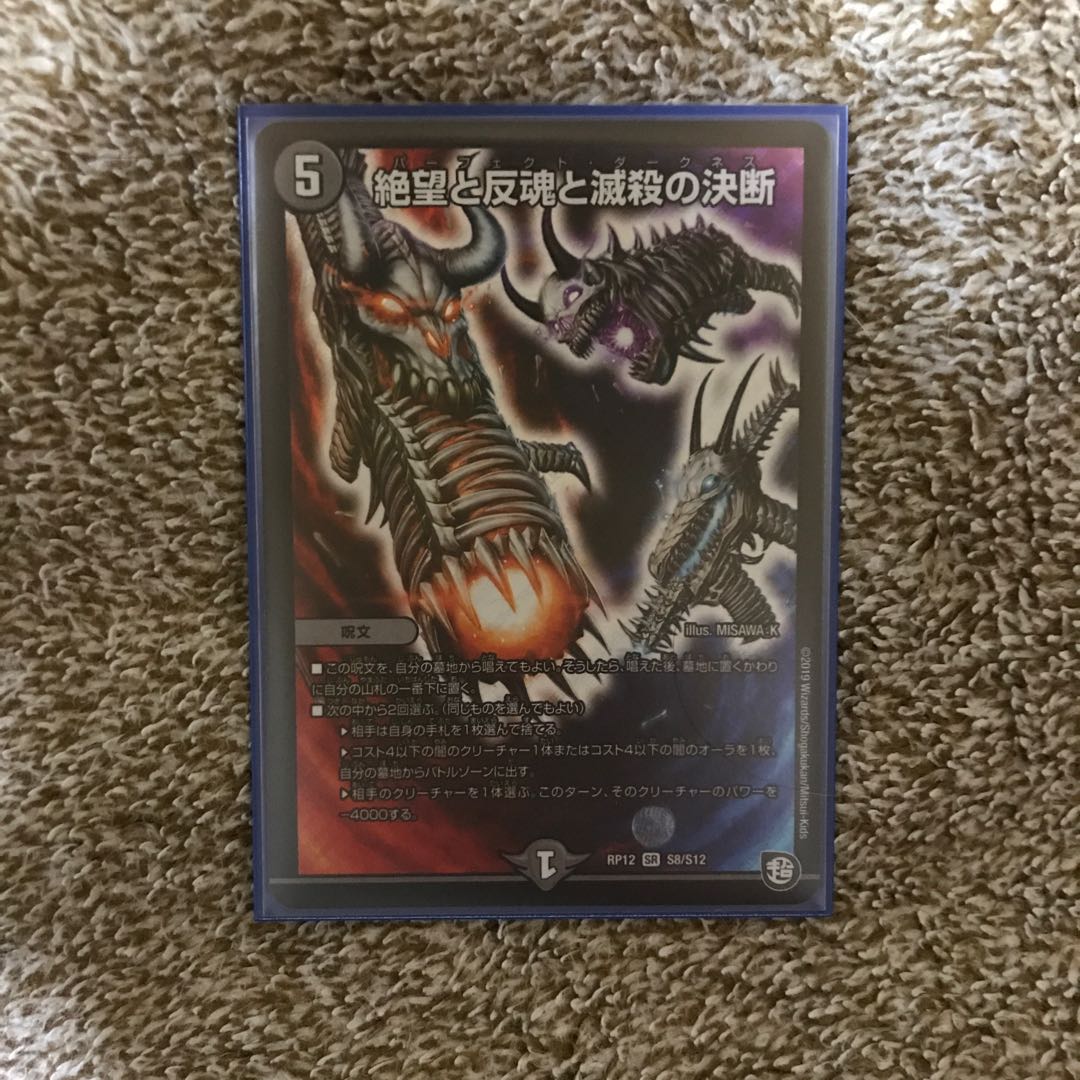 パーフェクト・ダークネス
5
絶望と反魂と滅殺の決断
illus. MISAWA-K
呪文
■この呪文を、自分の墓地から唱えてもよい。そうしたら、唱えた後、墓地に置くかわり
に自分の山札の一番下に置く。
■次の中から2回選ぶ。(同じものを選んでもよい)
▶相手は自身の手札を1枚選んで捨てる。
▶コスト4以下の闇のクリーチャー1体またはコスト4以下の闇のオーラを1枚、
自分の墓地からバトルゾーンに出す。
▶相手のクリーチャーを1体選ぶ。このターン、そのクリーチャーのパワーを
-4000する。
©2019 Wizards/Shogakukan/Mitsui-Kids
1
RP12 SR S8/S12
超